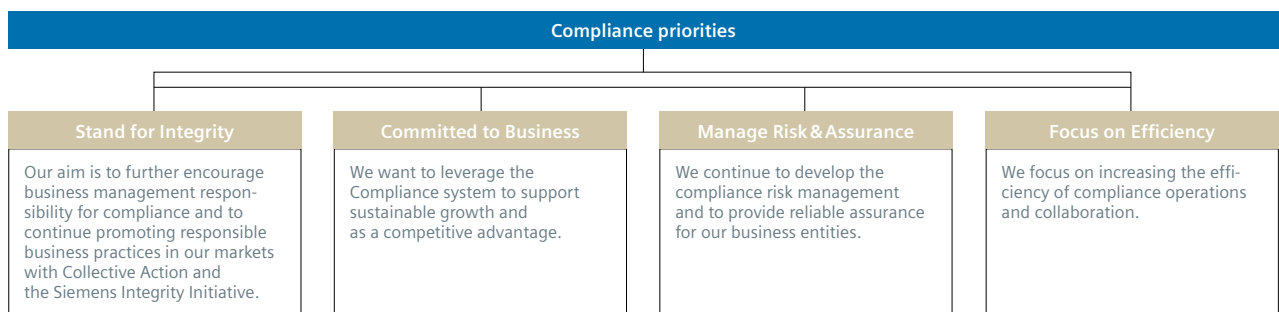 Compliance priorities
Stand for Integrity
Our aim is to further encourage
business management respon-
sibility for compliance and to
continue promoting responsible
business practices in our markets
with Collective Action and
the Siemens Integrity Initiative.
Committed to Business
We want to leverage the
Compliance system to support
sustainable growth and
as a competitive advantage.
Manage Risk & Assurance
We continue to develop the
compliance risk management
and to provide reliable assurance
for our business entities.
Focus on Efficiency
We focus on increasing the effi-
ciency of compliance operations
and collaboration.